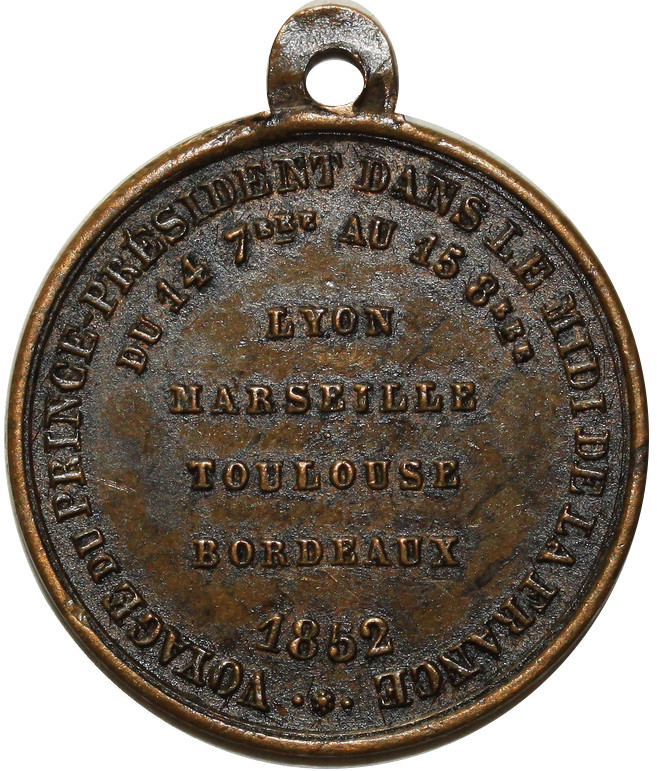 VOYAGE DU PRINCE-PRÉSIDENT DANS LE MIDI DE LA FRANCE
DU 14 7BRE AU 15 8BRE
LYON
MARSEILLE
TOULOUSE
BORDEAUX
1852